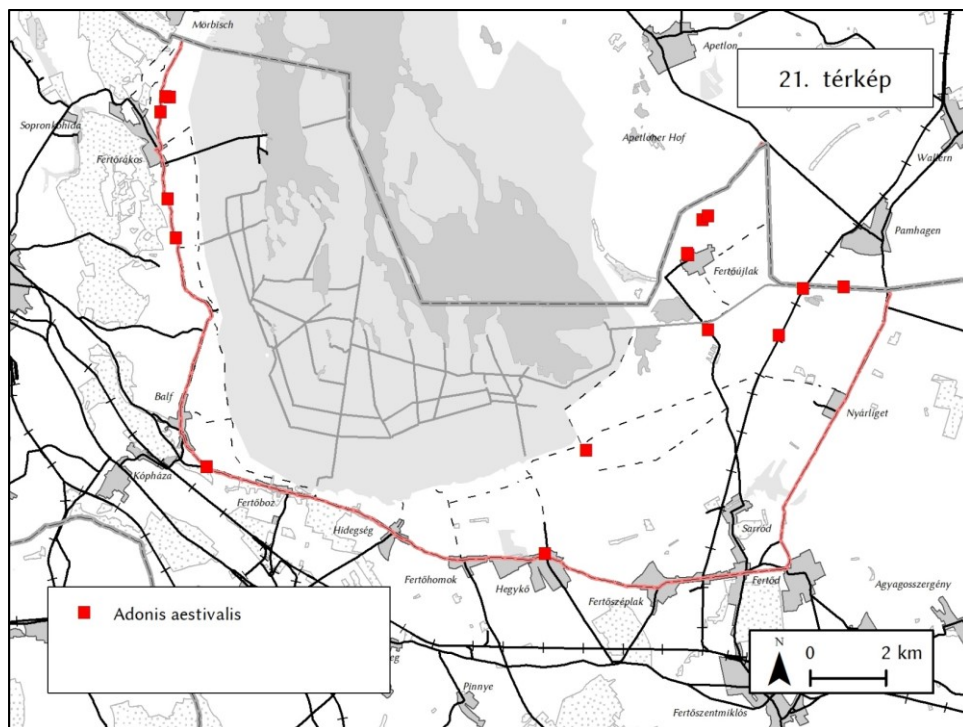 Mörbisch
Apetlon
21. térkép
Sopronkőhida
Fertőrákos
Apetloner Hof
Wallern
Pamhagen
Fertőújlak
Balf
Nyárliget
Kópháza
Fertőboz
Hidegség
Sarród
Fertőhomok
Hegykő
Fertőszéplak
Fertőd
Agyagosszergény
Adonis aestivalis
N
0 2 km
Pinnye
Fertőszentmiklós